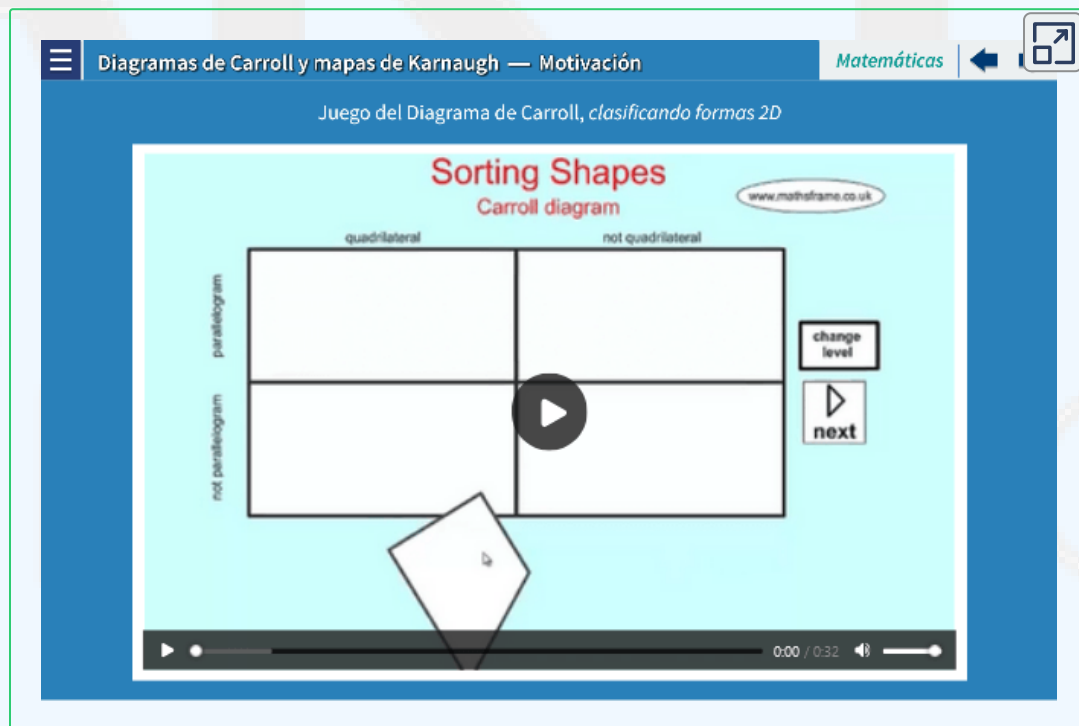 Diagramas de Carroll y mapas de Karnaugh — Motivación
Matemáticas
Juego del Diagrama de Carroll, clasificando formas 2D
Sorting Shapes
Carroll diagram
www.mathsframe.co.uk
quadrilateral
not quadrilateral
parallelogram
not parallelogram
change
level
next
0:00 / 0:32